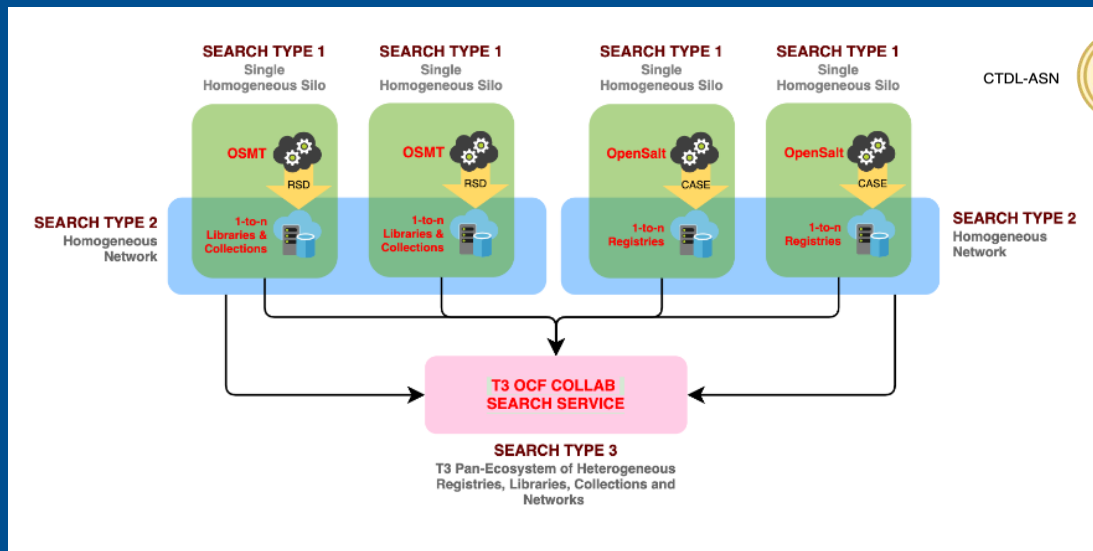 SEARCH TYPE 1
Single
Homogeneous Silo
SEARCH TYPE 1
Single
Homogeneous Silo
SEARCH TYPE 1
Single
Homogeneous Silo
SEARCH TYPE 1
Single
Homogeneous Silo
CTDL-ASN
OSMT
RSD
1-to-n
Libraries &
Collections
OSMT
RSD
1-to-n
Libraries &
Collections
OpenSalt
CASE
1-to-n
Registries
OpenSalt
CASE
1-to-n
Registries
SEARCH TYPE 2
Homogeneous
Network
SEARCH TYPE 2
Homogeneous
Network
T3 OCF COLLAB
SEARCH SERVICE
SEARCH TYPE 3
T3 Pan-Ecosystem of Heterogeneous
Registries, Libraries, Collections and
Networks